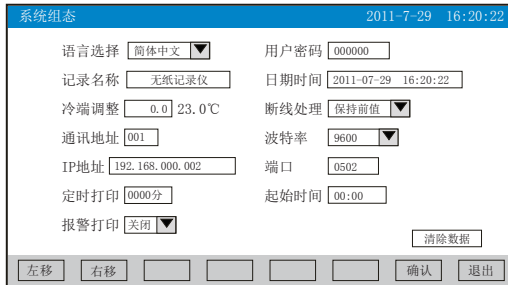 系统组态 2011-7-29 16:20:22
语言选择 简体中文 用户密码 000000
记录名称 无纸记录仪 日期时间 2011-07-29 16:20:22
冷端调整 0.0 23.0℃ 断线处理 保持前值
通讯地址 001 波特率 9600
IP地址 192.168.000.002 端口 0502
定时打印 0000分 起始时间 00:00
报警打印 关闭
清除数据
左移 右移 确认 退出